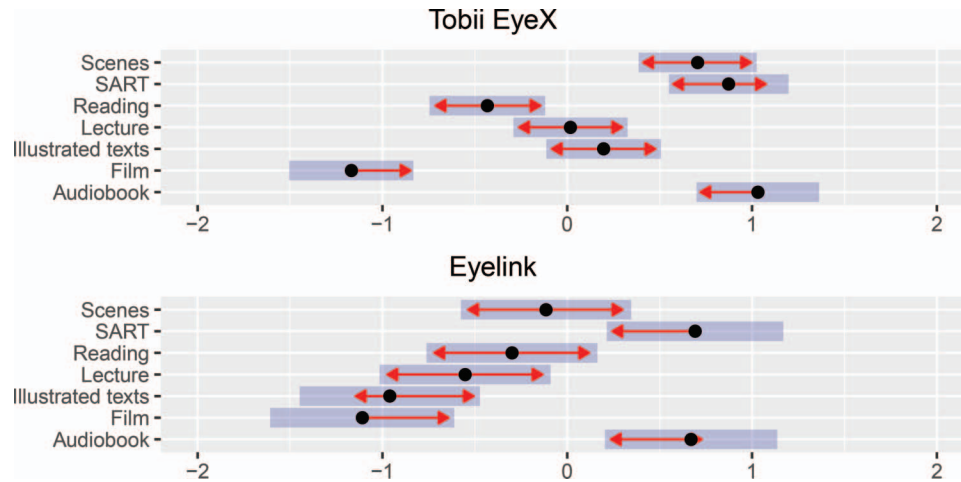 Tobii EyeX
Scenes
SART
Reading
Lecture
Illustrated texts
Film
Audiobook
−2 −1 0 1 2
Eyelink
Scenes
SART
Reading
Lecture
Illustrated texts
Film
Audiobook
−2 −1 0 1 2